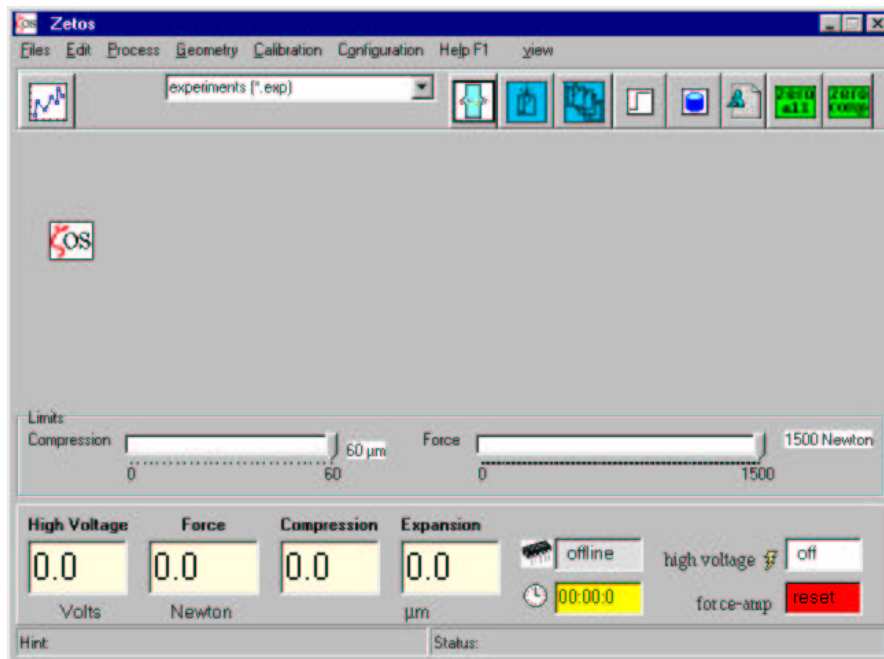 ζos Zetos
Files Edit Process Geometry Calibration Configuration Help F1 view
experiments (*.exp)
zero all
zero comp
ζos
Limits
Compression 60 µm Force 1500 Newton
0 60 0 1500
High Voltage Force Compression Expansion
0.0 0.0 0.0 0.0
offline high voltage off
00:00:0 force-amp reset
Volts Newton µm
Hint: Status: